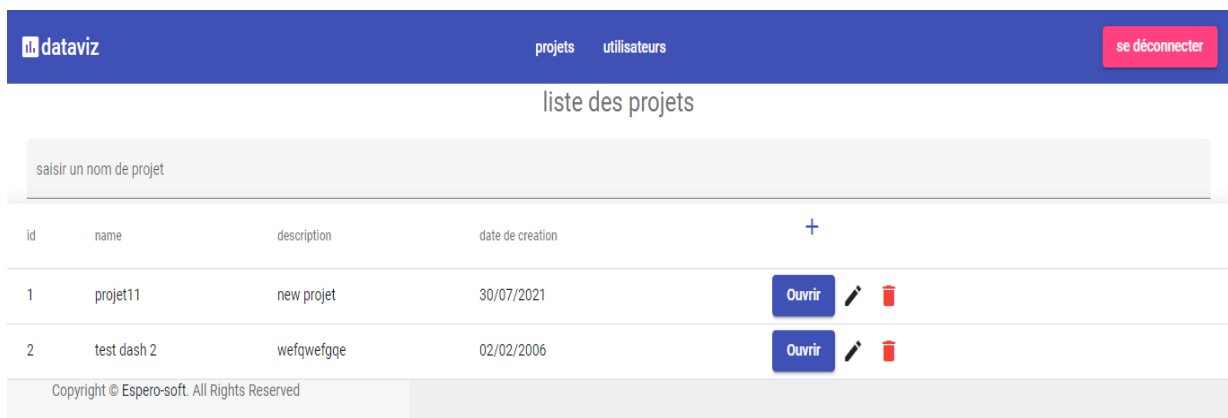 dataviz projets utilisateurs se déconnecter
liste des projets
saisir un nom de projet
id name description date de creation +
1 projet11 new projet 30/07/2021 Ouvrir
2 test dash 2 wefqwefgqe 02/02/2006 Ouvrir
Copyright © Espero-soft. All Rights Reserved